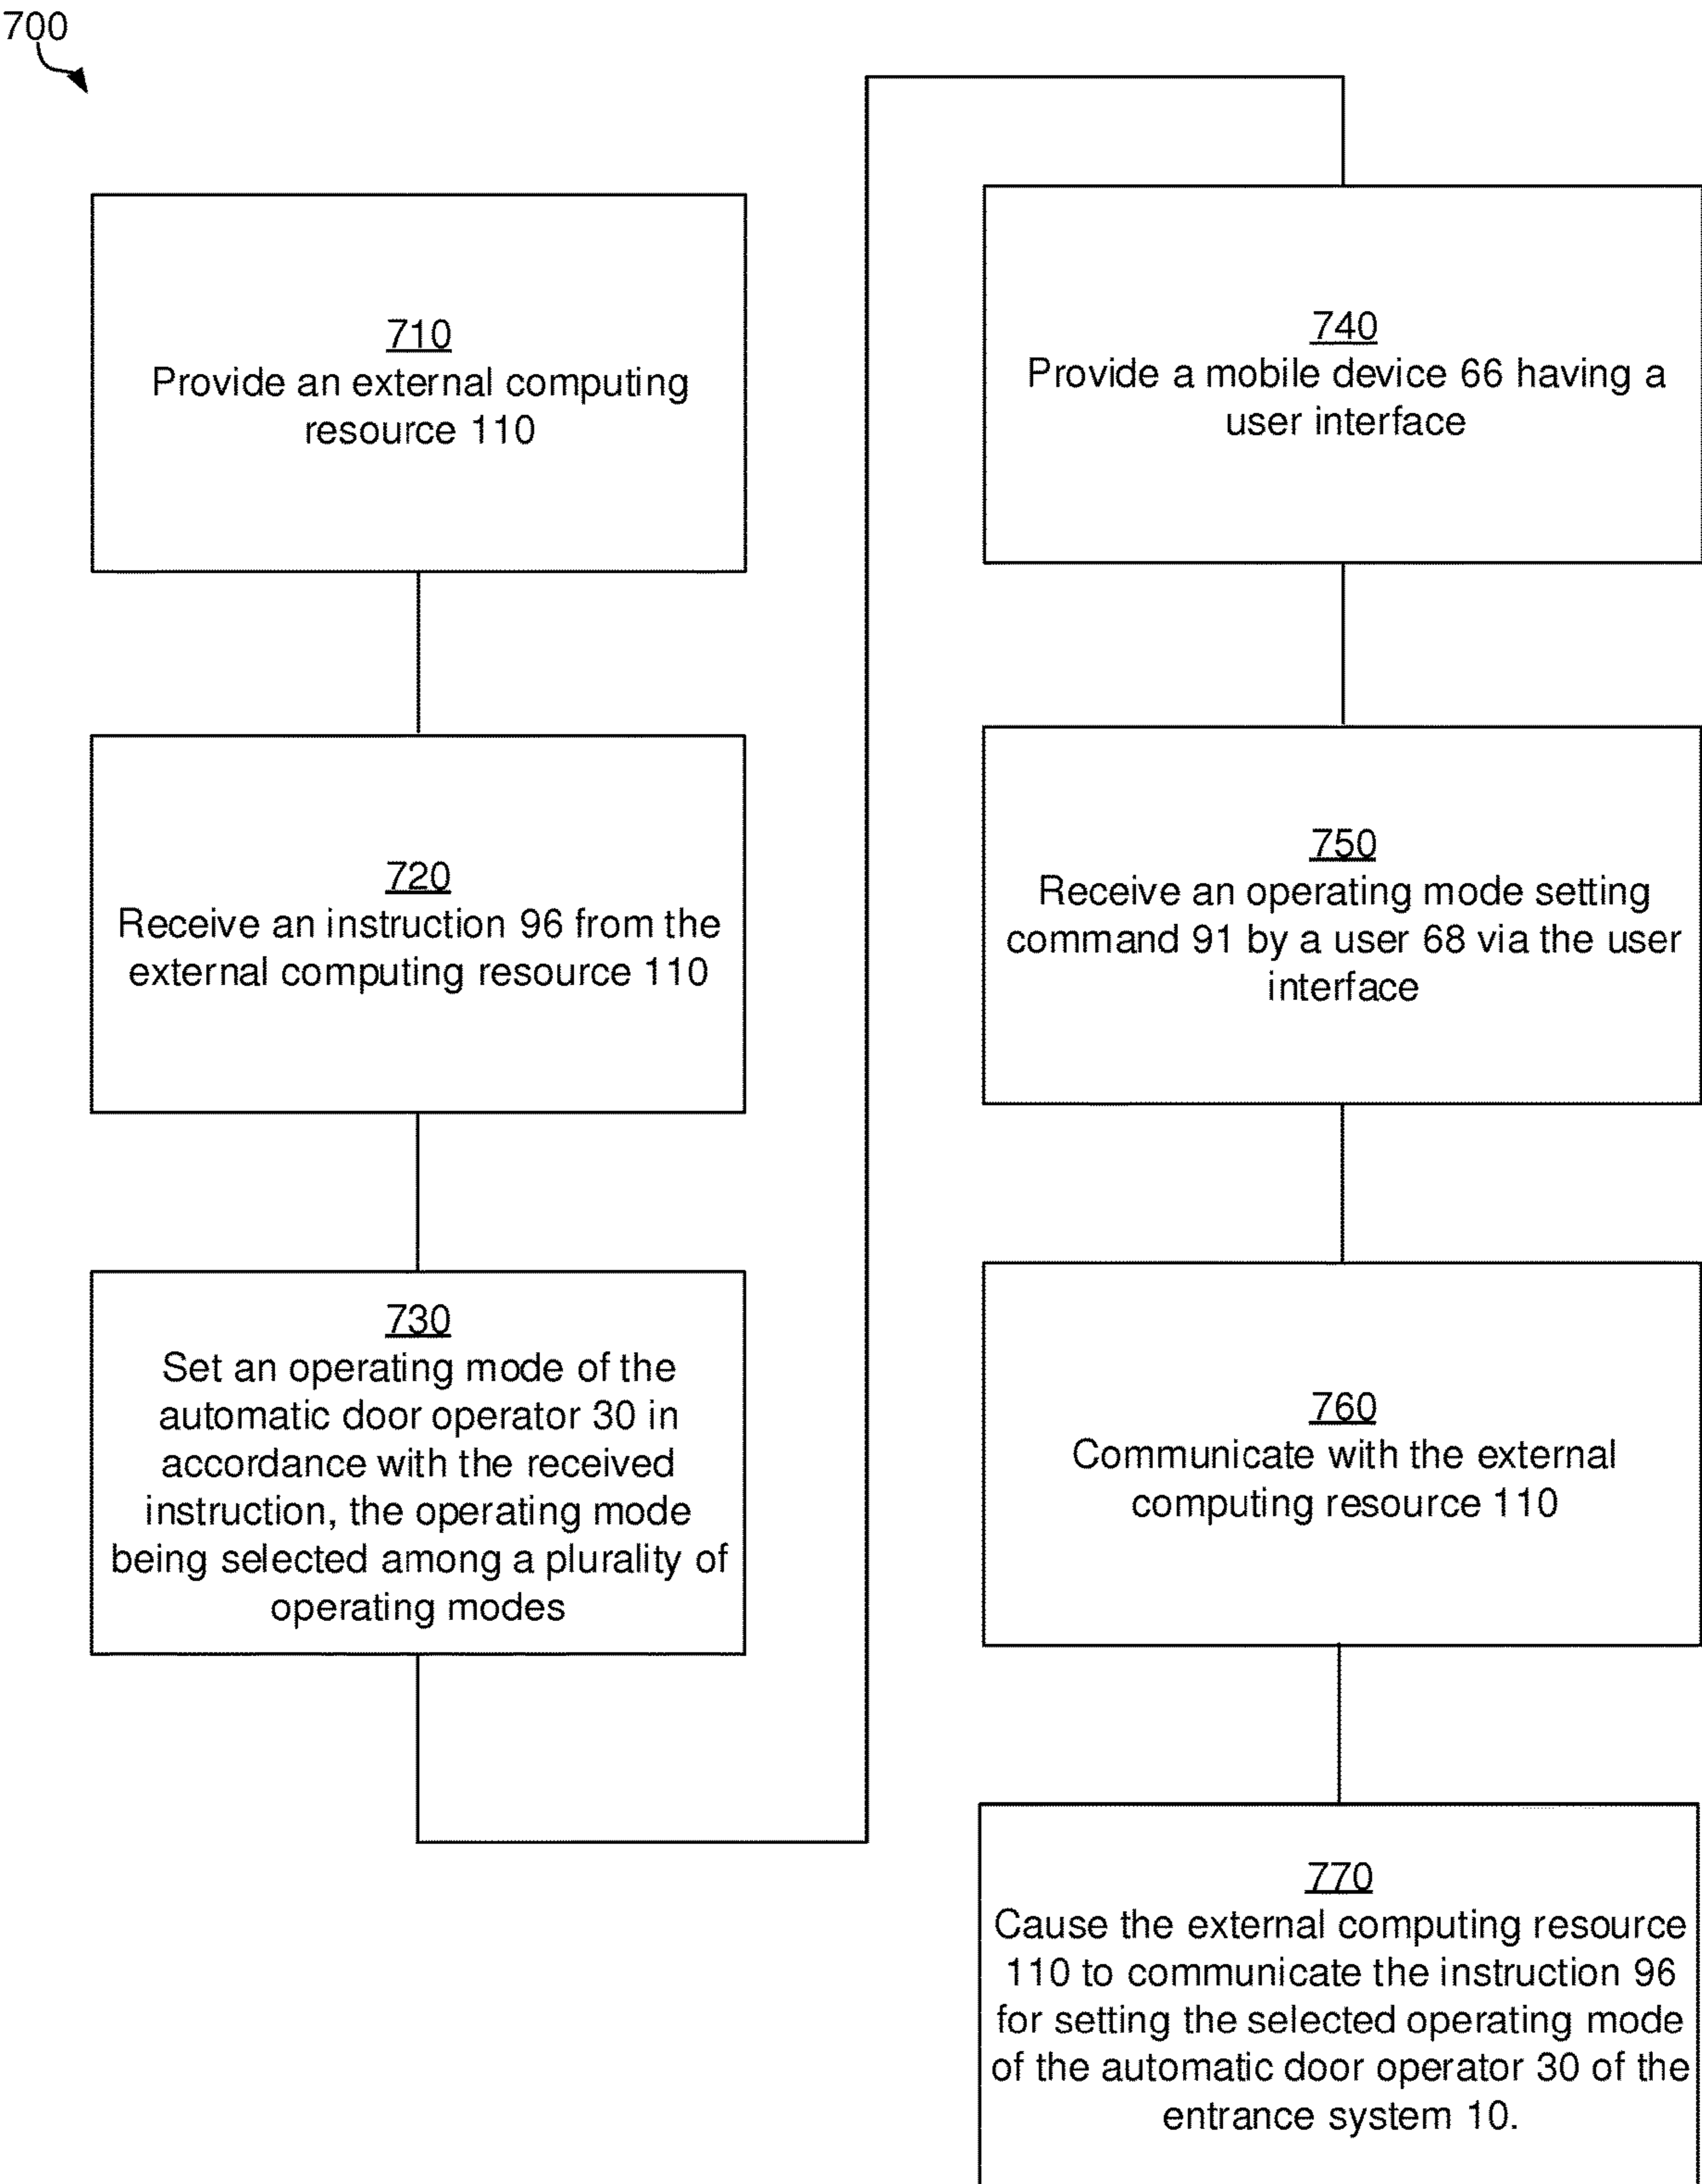 700
710
Provide an external computing
resource 110
720
Receive an instruction 96 from the
external computing resource 110
730
Set an operating mode of the
automatic door operator 30 in
accordance with the received
instruction, the operating mode
being selected among a plurality of
operating modes
740
Provide a mobile device 66 having a
user interface
750
Receive an operating mode setting
command 91 by a user 68 via the user
interface
760
Communicate with the external
computing resource 110
770
Cause the external computing resource
110 to communicate the instruction 96
for setting the selected operating mode
of the automatic door operator 30 of the
entrance system 10.